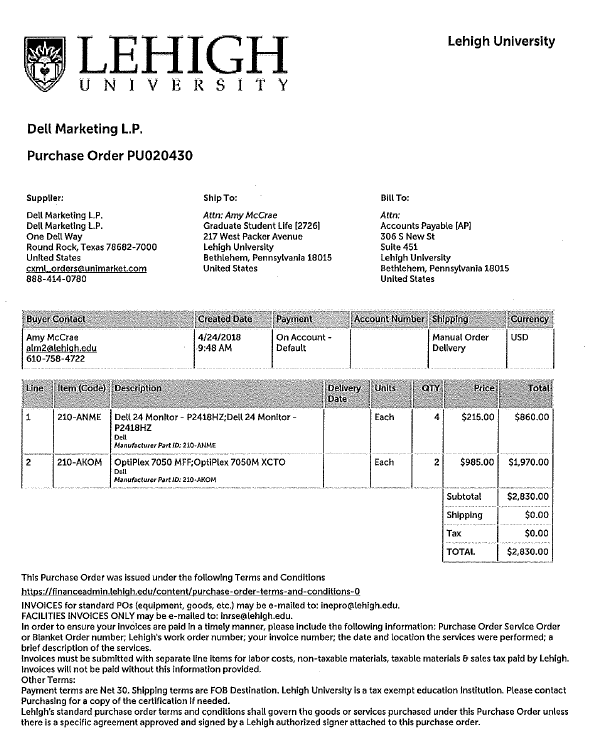 LEHIGH
UNIVERSITY
Lehigh University
Dell Marketing L.P.
Purchase Order PU020430
Supplier:
Dell Marketing L.P.
Dell Marketing L.P.
One Dell Way
Round Rock, Texas 78682-7000
United States
cxml_orders@unimarket.com
888-414-0780
Ship To:
Attn: Amy McCrae
Graduate Student Life [2726]
217 West Packer Avenue
Lehigh University
Bethlehem, Pennsylvania 18015
United States
Bill To:
Attn:
Accounts Payable [AP]
306 S New St
Suite 451
Lehigh University
Bethlehem, Pennsylvania 18015
United States
Buyer Contact Created Date Payment Account Number Shipping Currency
Amy McCrae 4/24/2018 On Account - Manual Order USD
alm2@lehigh.edu 9:48 AM Default Delivery
610-758-4722
Line Item (Code) Description Delivery Date Units QTY Price Total
1 210-ANME Dell 24 Monitor - P2418HZ;Dell 24 Monitor - Each 4 $215.00 $860.00
P2418HZ
Dell
Manufacturer Part ID: 210-ANME
2 210-AKOM OptiPlex 7050 MFF;OptiPlex 7050M XCTO Each 2 $985.00 $1,970.00
Dell
Manufacturer Part ID: 210-AKOM
Subtotal $2,830.00
Shipping $0.00
Tax $0.00
TOTAL $2,830.00
This Purchase Order was issued under the following Terms and Conditions
https://financeadmin.lehigh.edu/content/purchase-order-terms-and-conditions-0
INVOICES for standard POs (equipment, goods, etc.) may be e-mailed to: inepro@lehigh.edu.
FACILITIES INVOICES ONLY may be e-mailed to: inrse@lehigh.edu.
In order to ensure your invoices are paid in a timely manner, please include the following information: Purchase Order Service Order
or Blanket Order number; Lehigh's work order number; your invoice number; the date and location the services were performed; a
brief description of the services.
Invoices must be submitted with separate line items for labor costs, non-taxable materials, taxable materials & sales tax paid by Lehigh.
Invoices will not be paid without this information provided.
Other Terms:
Payment terms are Net 30. Shipping terms are FOB Destination. Lehigh University is a tax exempt education institution. Please contact
Purchasing for a copy of the certification if needed.
Lehigh's standard purchase order terms and conditions shall govern the goods or services purchased under this Purchase Order unless
there is a specific agreement approved and signed by a Lehigh authorized signer attached to this purchase order.